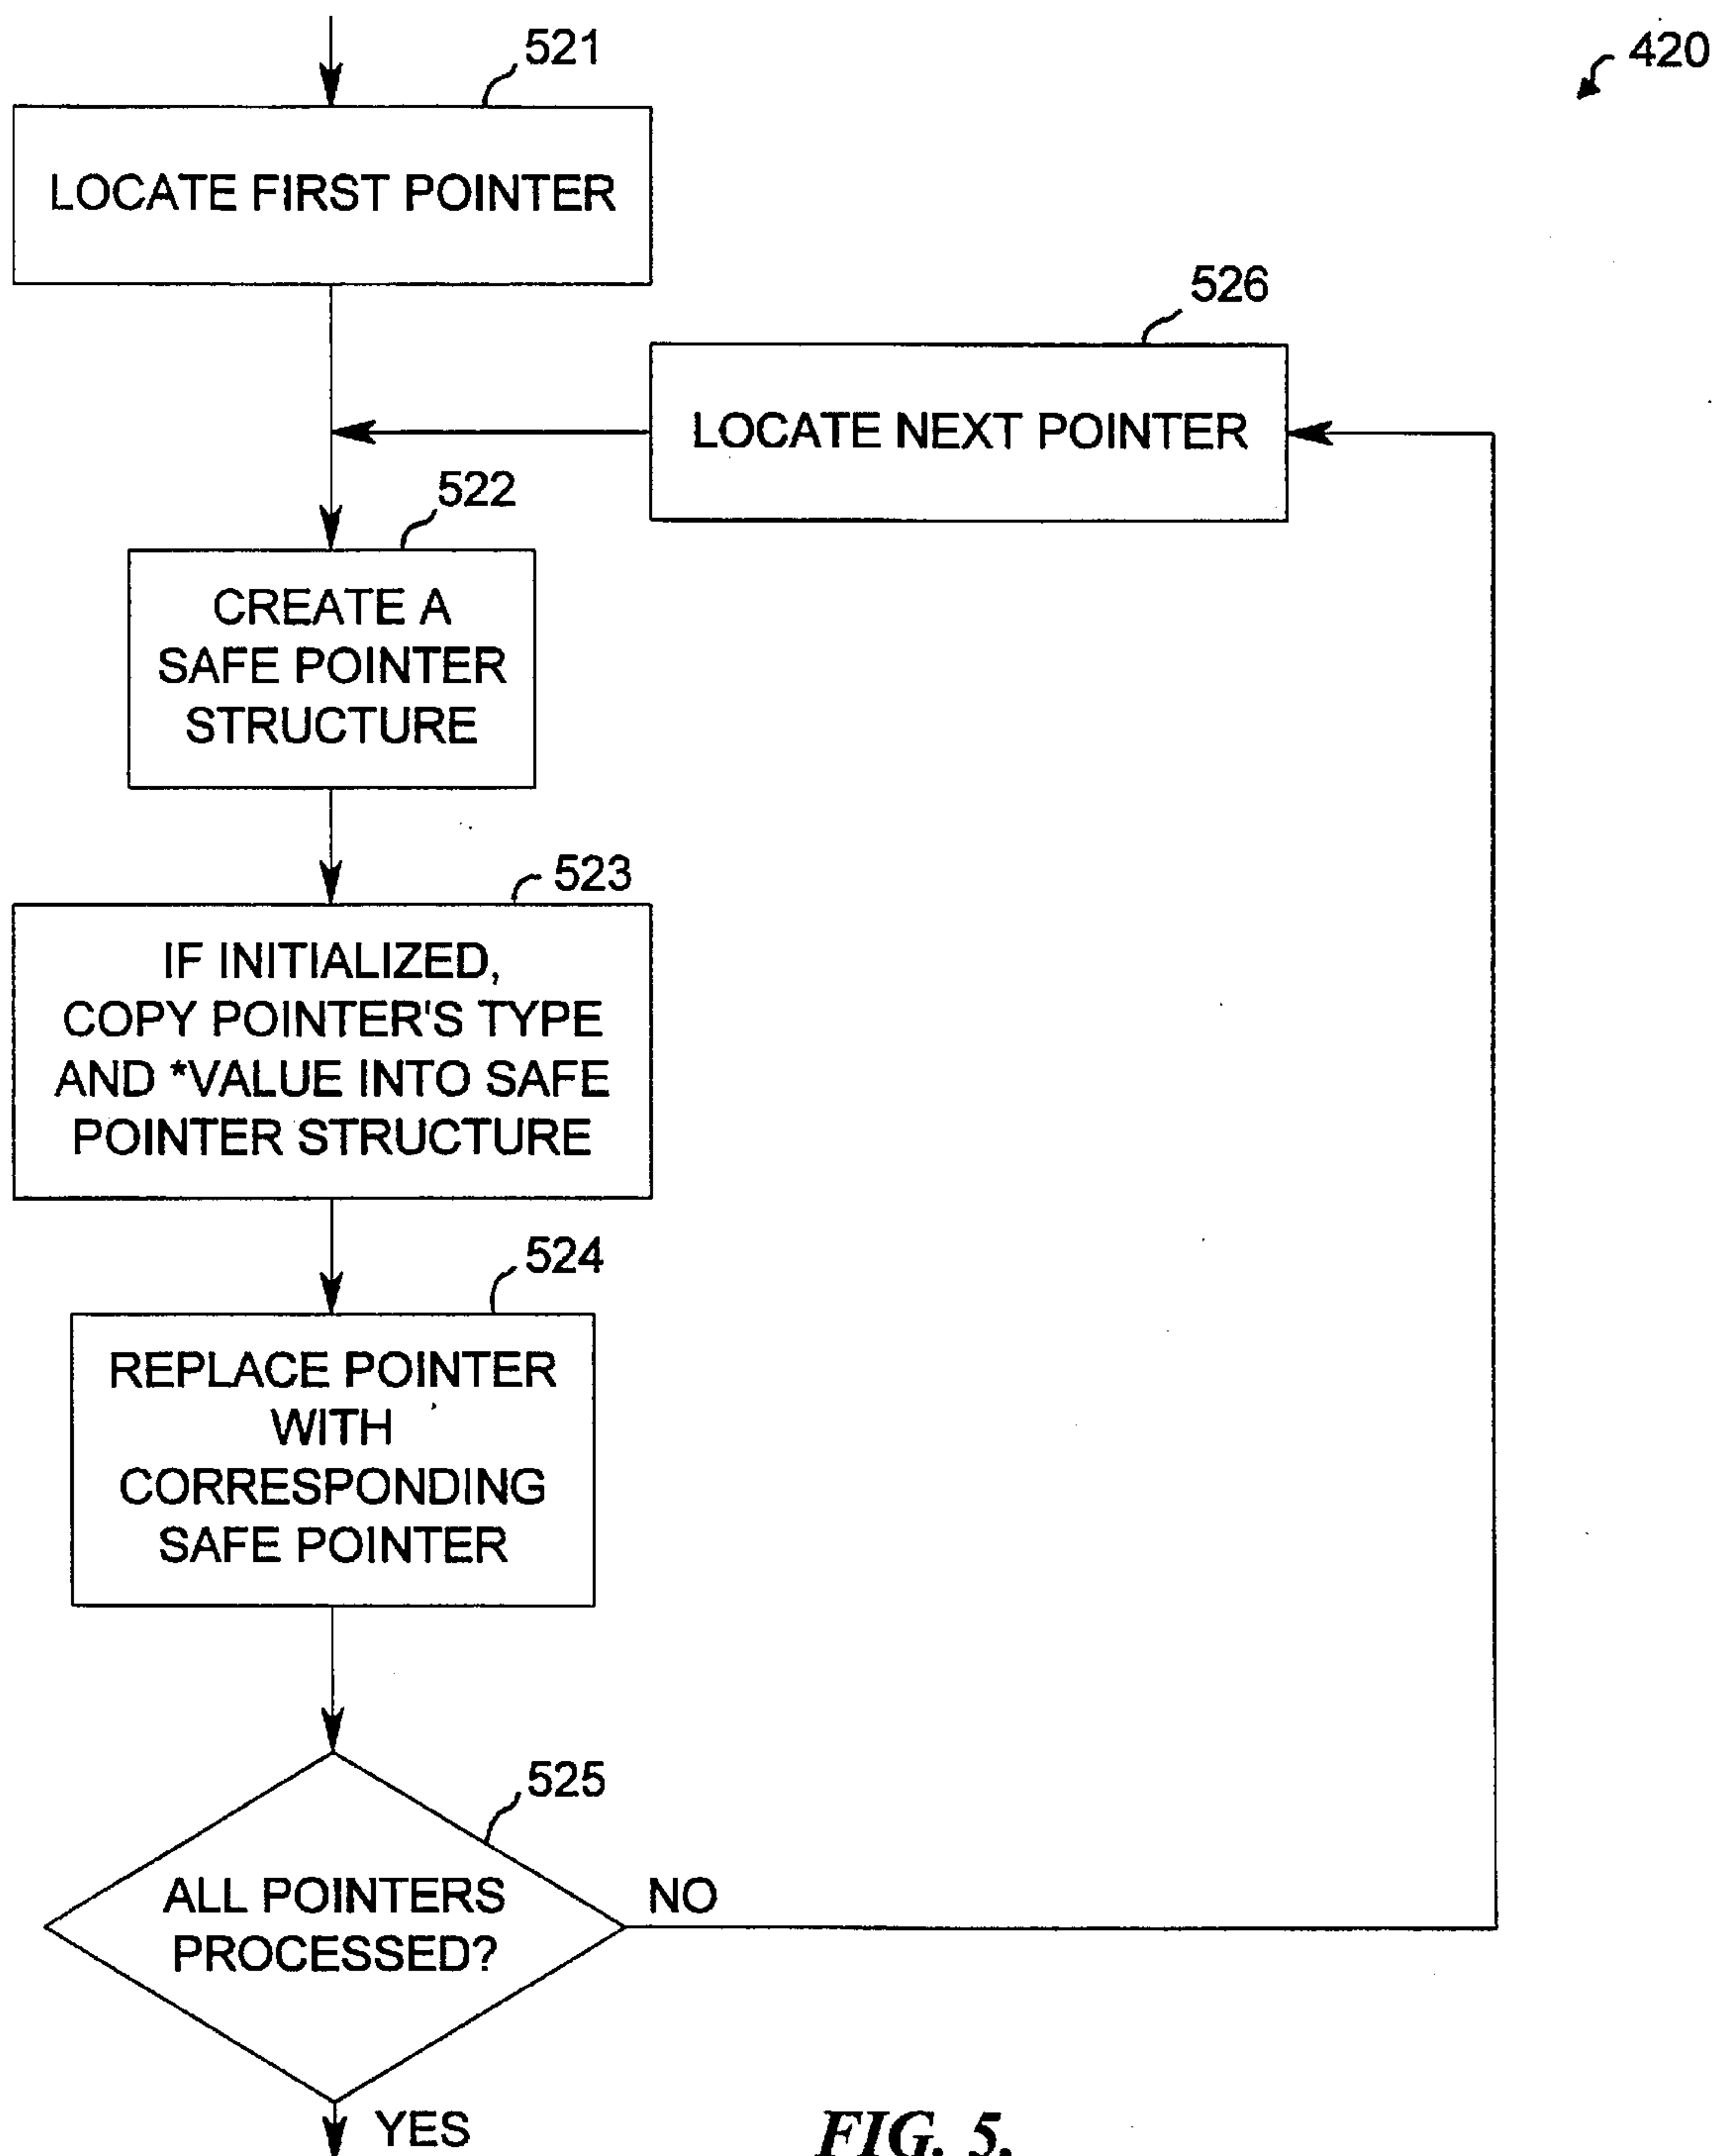 521
420
LOCATE FIRST POINTER
526
LOCATE NEXT POINTER
522
CREATE A
SAFE POINTER
STRUCTURE
523
IF INITIALIZED,
COPY POINTER'S TYPE
AND *VALUE INTO SAFE
POINTER STRUCTURE
524
REPLACE POINTER
WITH
CORRESPONDING
SAFE POINTER
525
ALL POINTERS
PROCESSED?
NO
YES
FIG. 5.